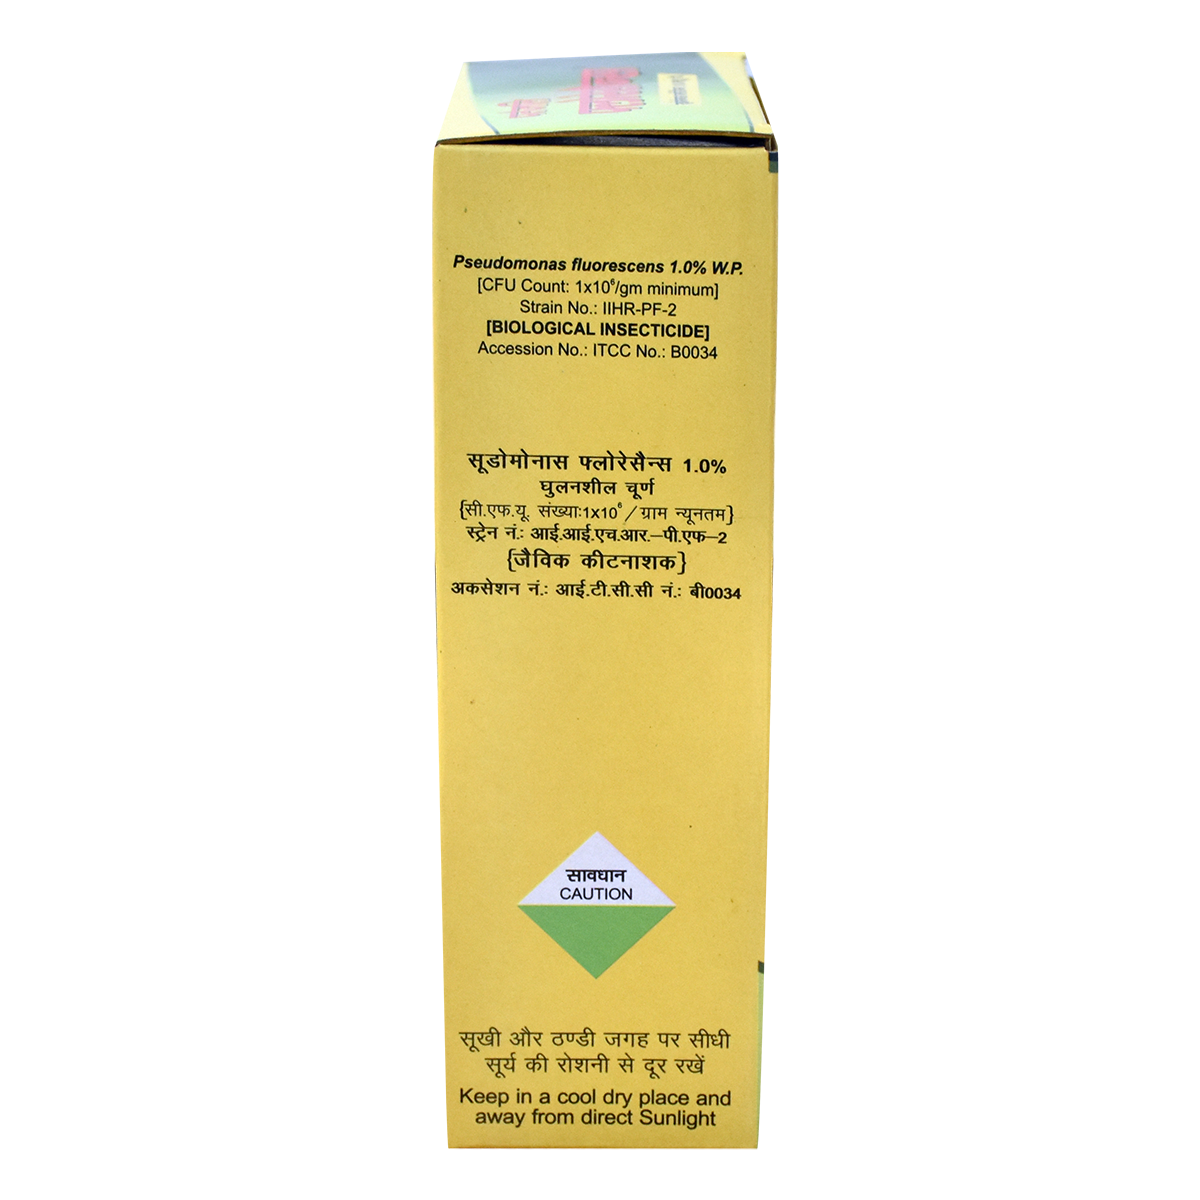 Pseudomonas fluorescens 1.0% W.P.
[CFU Count: 1x10⁶/gm minimum]
Strain No.: IIHR-PF-2
[BIOLOGICAL INSECTICIDE]
Accession No.: ITCC No.: B0034
सूडोमोनास फ्लोरेसैन्स 1.0%
घुलनशील चूर्ण
{सी.एफ.यू. संख्या:1x10⁶/ग्राम न्यूनतम}
स्ट्रेन नं.: आई.आई.एच.आर.–पी.एफ–2
{जैविक कीटनाशक}
अकसेशन नं.: आई.टी.सी.सी नं.: बी0034
सावधान
CAUTION
सूखी और ठण्डी जगह पर सीधी
सूर्य की रोशनी से दूर रखें
Keep in a cool dry place and
away from direct Sunlight